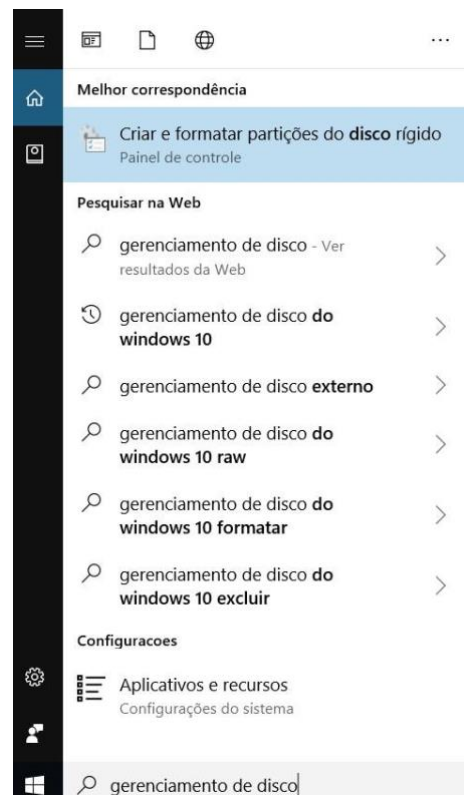 Melhor correspondência
Criar e formatar partições do disco rígido
Painel de controle
Pesquisar na Web
gerenciamento de disco - Ver
resultados da Web
gerenciamento de disco do
windows 10
gerenciamento de disco externo
gerenciamento de disco do
windows 10 raw
gerenciamento de disco do
windows 10 formatar
gerenciamento de disco do
windows 10 excluir
Configuracoes
Aplicativos e recursos
Configurações do sistema
gerenciamento de disco